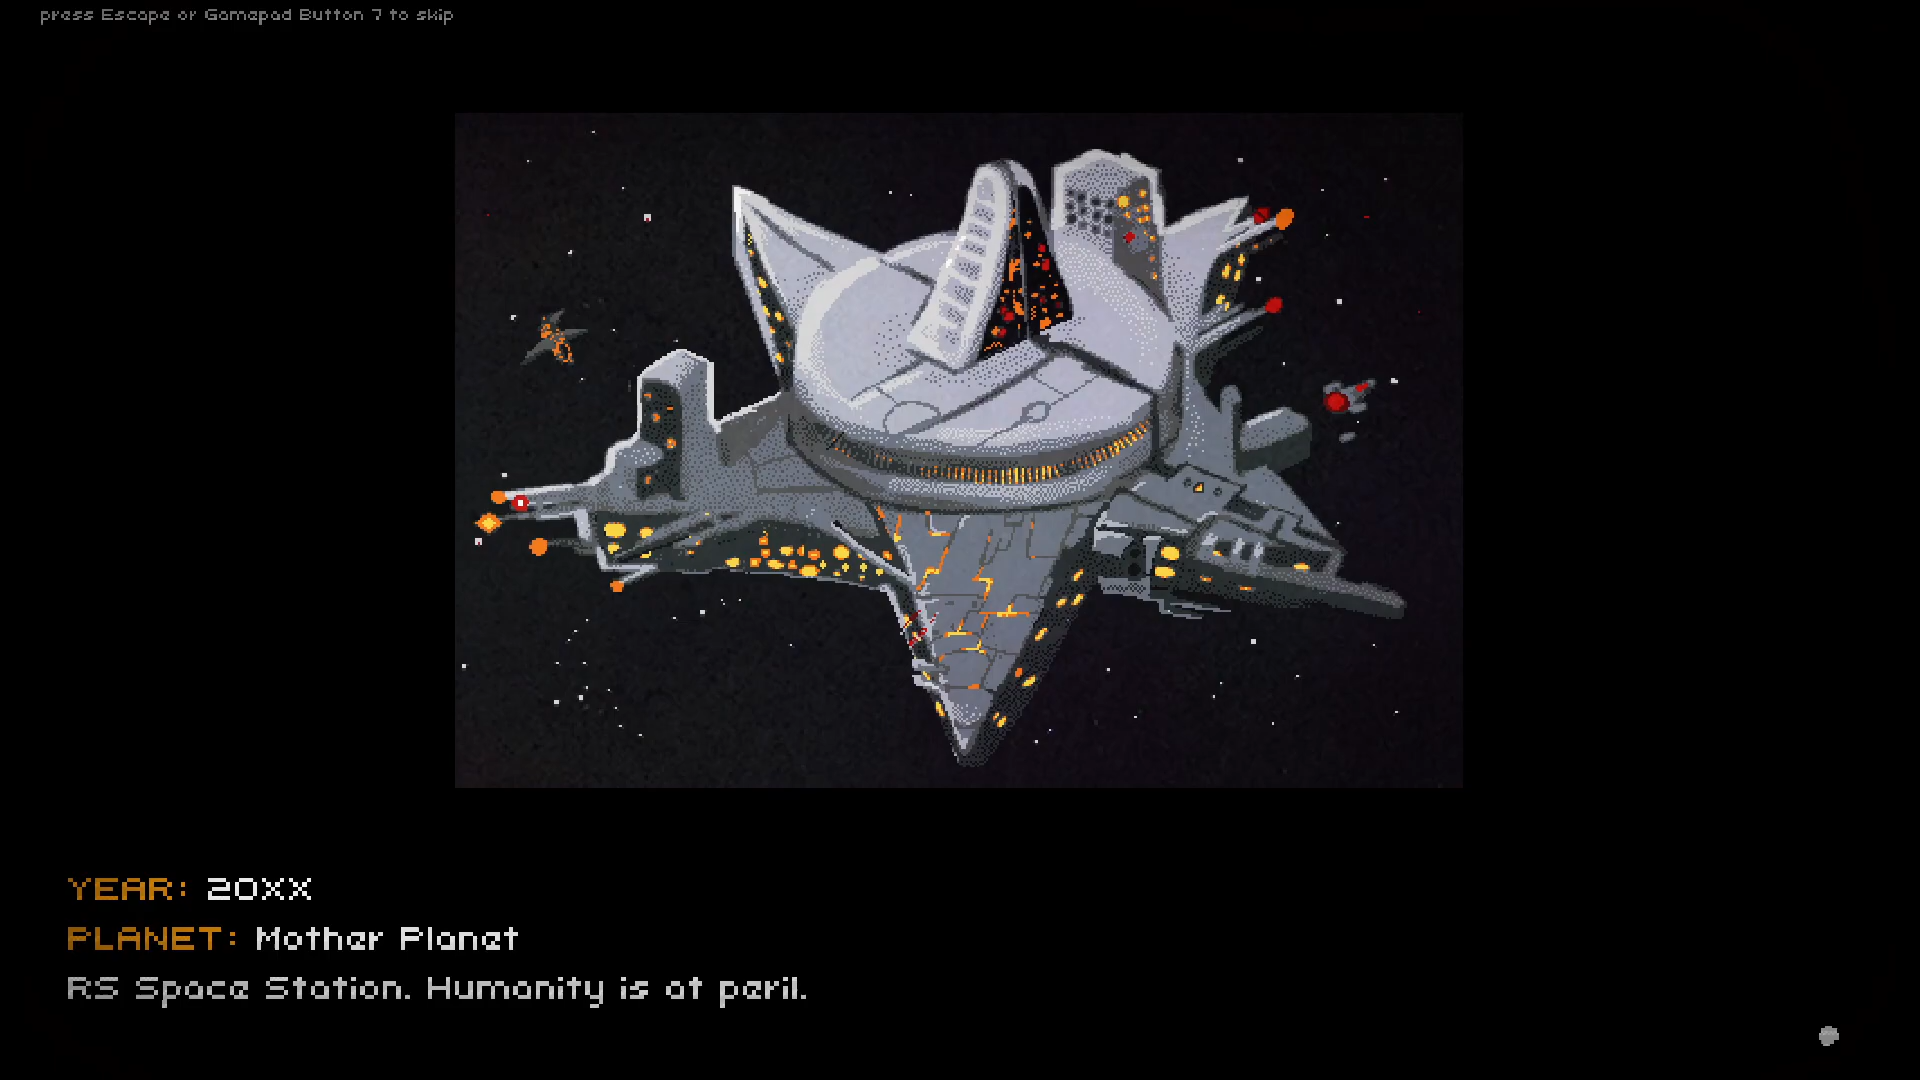 press Escape or Gamepad Button 7 to skip
YEAR: 20XX
PLANET: Mother Planet
RS Space Station. Humanity is at peril.